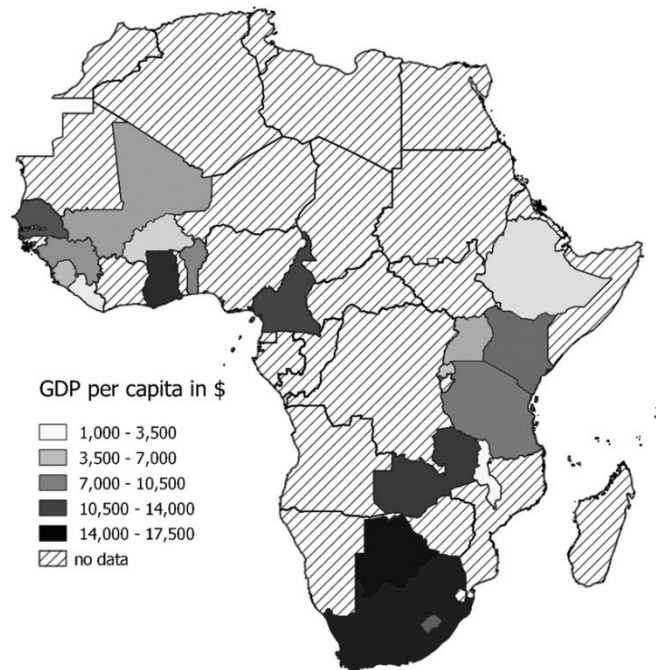 GDP per capita in $
1,000 - 3,500
3,500 - 7,000
7,000 - 10,500
10,500 - 14,000
14,000 - 17,500
no data